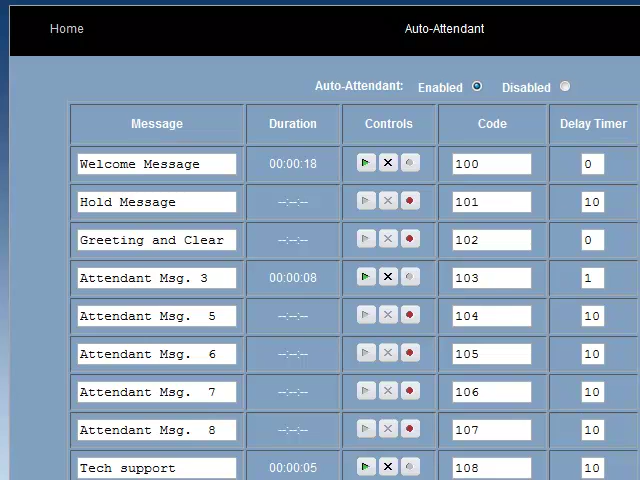 Home Auto-Attendant
Auto-Attendant: Enabled Disabled
Message Duration Controls Code Delay Timer
Welcome Message 00:00:18 100 0
Hold Message --:--:-- 101 10
Greeting and Clear --:--:-- 102 0
Attendant Msg. 3 00:00:08 103 1
Attendant Msg. 5 --:--:-- 104 10
Attendant Msg. 6 --:--:-- 105 10
Attendant Msg. 7 --:--:-- 106 10
Attendant Msg. 8 --:--:-- 107 10
Tech support 00:00:05 108 10